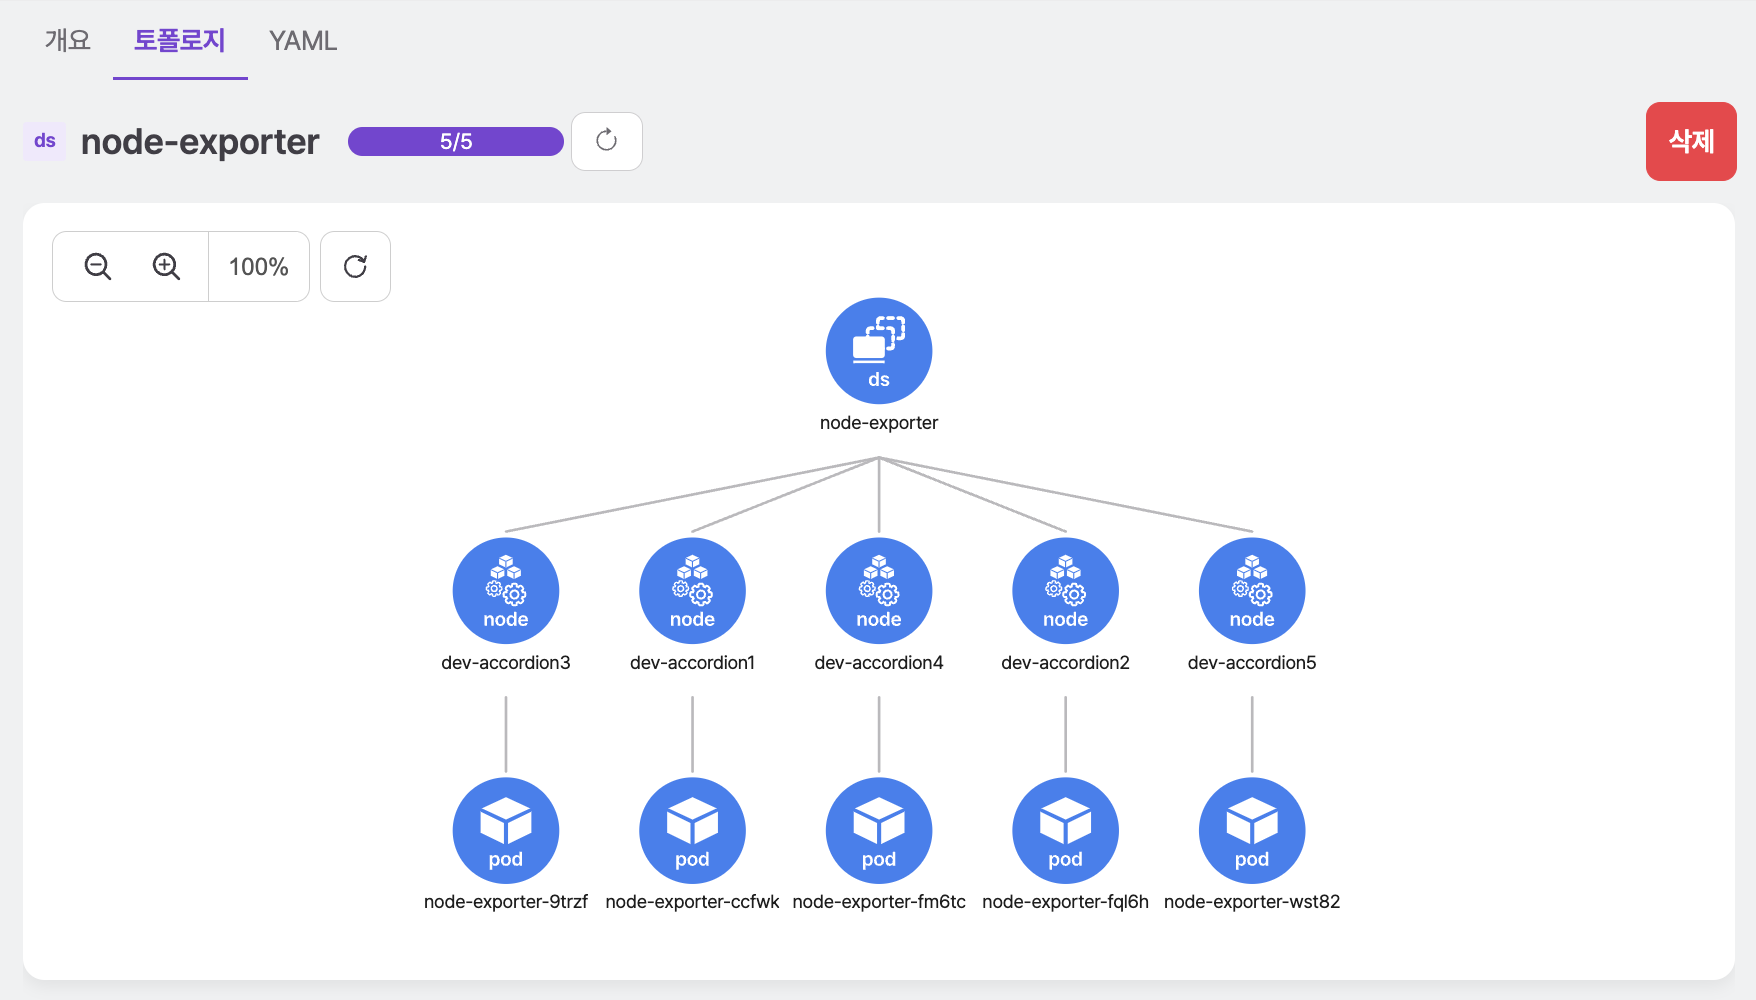 개요 토폴로지 YAML
ds node-exporter 5/5 삭제
100%
ds
node-exporter
node node node node node
dev-accordion3 dev-accordion1 dev-accordion4 dev-accordion2 dev-accordion5
pod pod pod pod pod
node-exporter-9trzf node-exporter-ccfwk node-exporter-fm6tc node-exporter-fql6h node-exporter-wst82